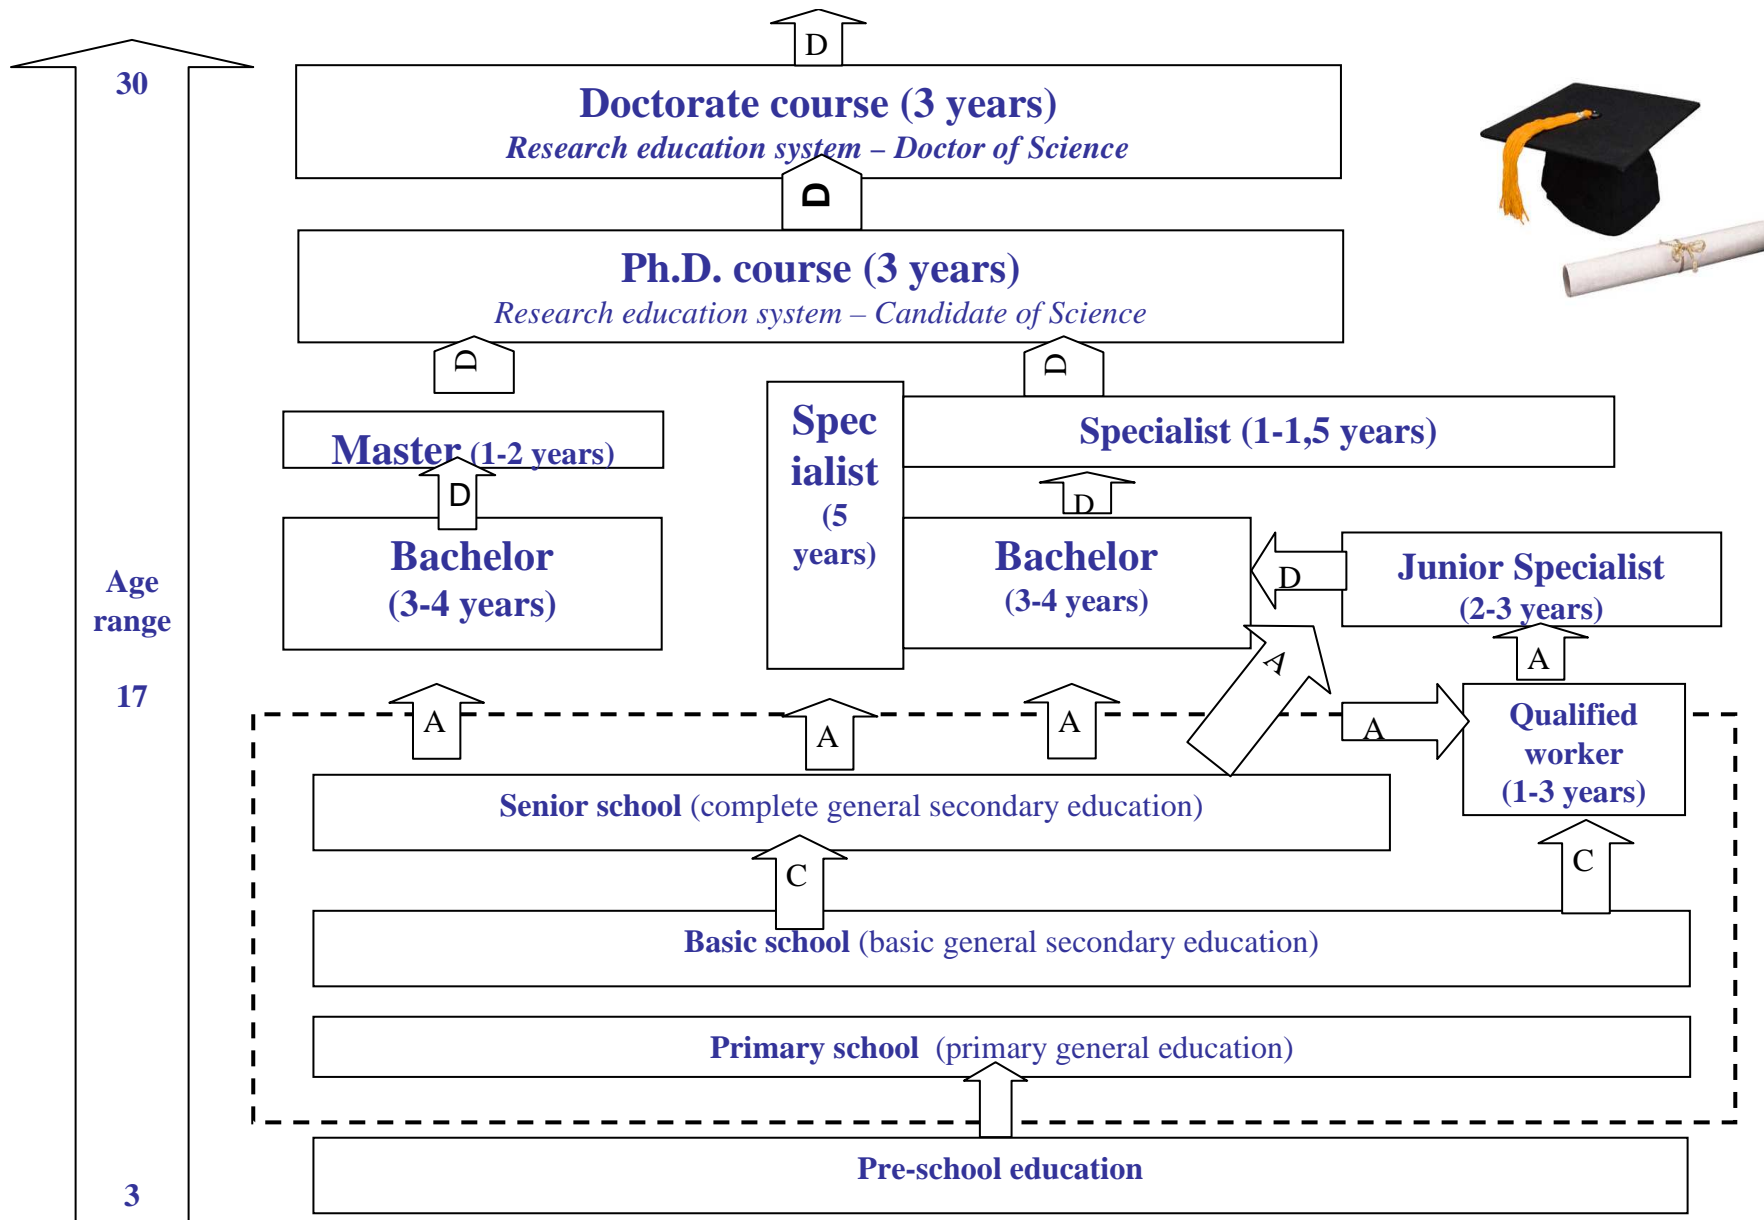 D
30
Doctorate course (3 years)
Research education system – Doctor of Science
D
Ph.D. course (3 years)
Research education system – Candidate of Science
D
D
Master (1-2 years)
Spec
ialist
(5
years)
Specialist (1-1,5 years)
D
D
Bachelor
(3-4 years)
Bachelor
(3-4 years)
D
Junior Specialist
(2-3 years)
Age
range
17
A
A
A
A
A
A
Qualified
worker
(1-3 years)
Senior school (complete general secondary education)
C
C
Basic school (basic general secondary education)
Primary school (primary general education)
Pre-school education
3